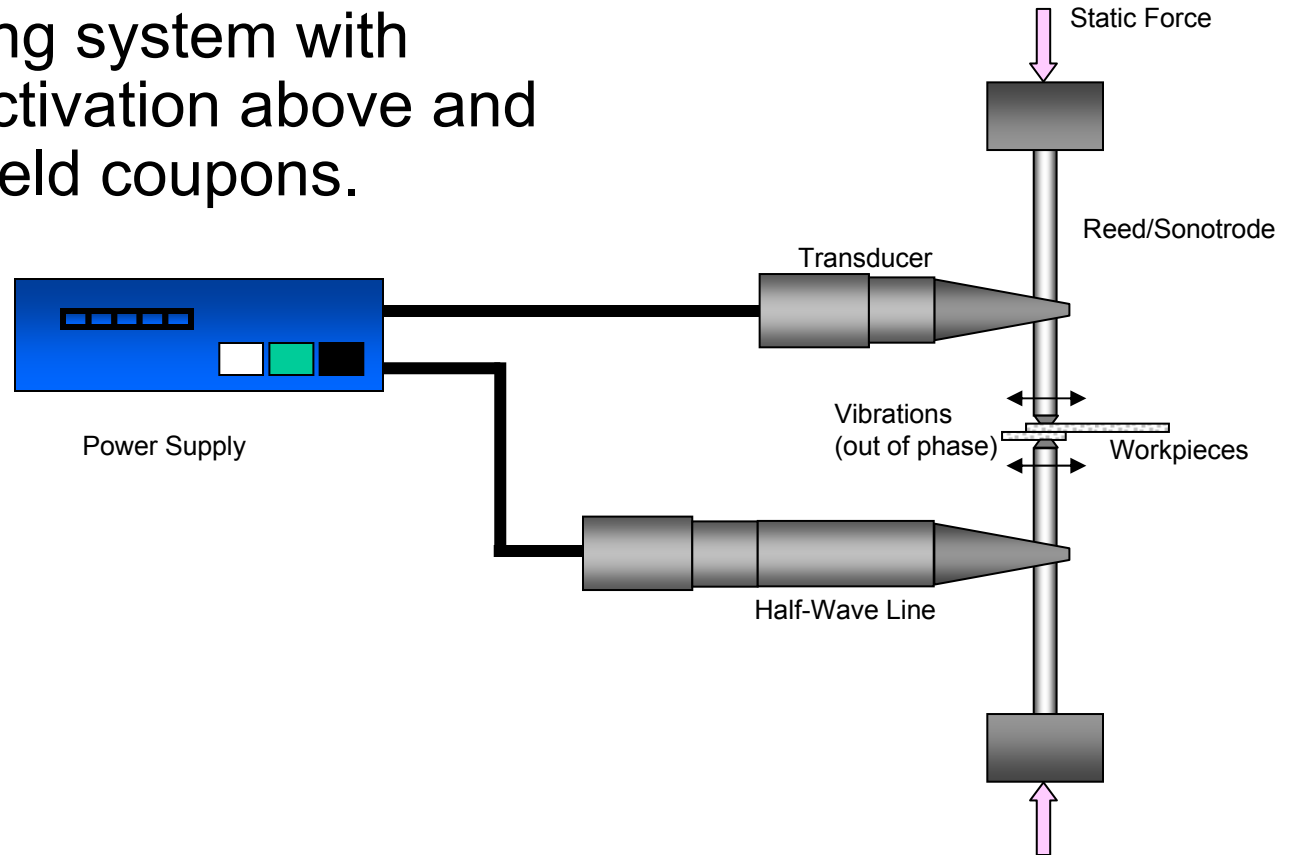 ng system with
ctivation above and
eld coupons.
Static Force
Reed/Sonotrode
Transducer
Vibrations
(out of phase)
Workpieces
Power Supply
Half-Wave Line